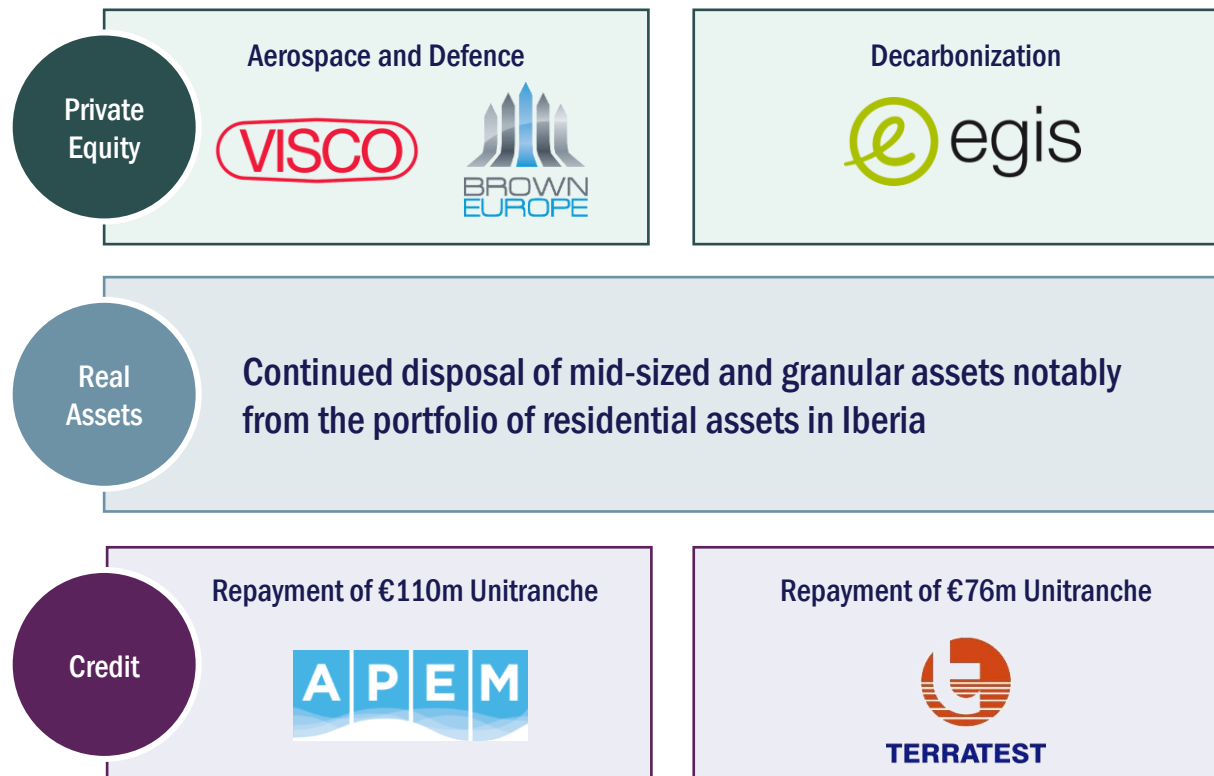 Private
Equity
Aerospace and Defence
VISCO
BROWN
EUROPE
Decarbonization
e egis
Real
Assets
Continued disposal of mid-sized and granular assets notably
from the portfolio of residential assets in Iberia
Credit
Repayment of €110m Unitranche
APEM
Repayment of €76m Unitranche
TERRATEST